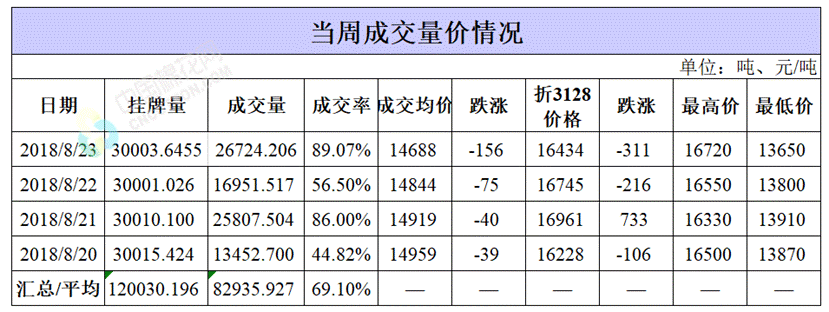 当周成交量价情况
单位：吨、元/吨
日期 挂牌量 成交量 成交率 成交均价 跌涨 折3128价格 跌涨 最高价 最低价
2018/8/23 30003.6455 26724.206 89.07% 14688 -156 16434 -311 16720 13650
2018/8/22 30001.026 16951.517 56.50% 14844 -75 16745 -216 16550 13800
2018/8/21 30010.100 25807.504 86.00% 14919 -40 16961 733 16330 13910
2018/8/20 30015.424 13452.700 44.82% 14959 -39 16228 -106 16500 13870
汇总/平均 120030.196 82935.927 69.10% — — — — — —
中国棉花网